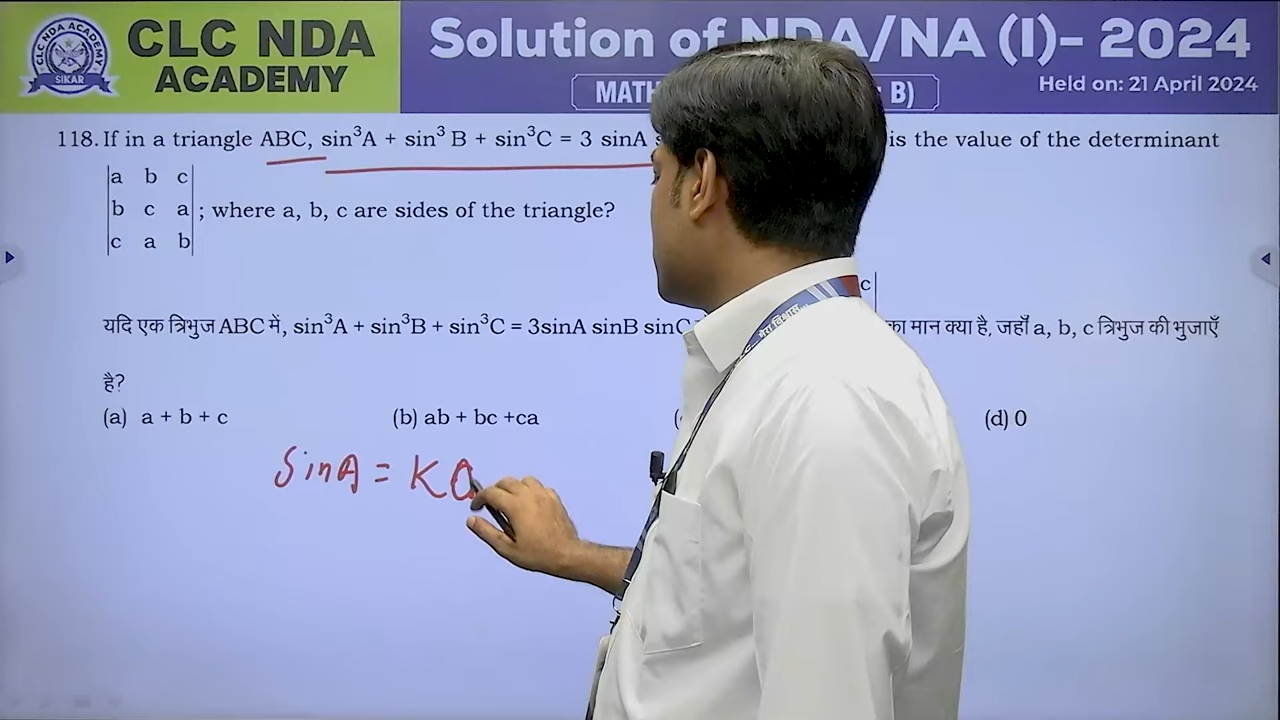 CLC NDA ACADEMY
SIKAR
CLC NDA
ACADEMY
Solution of NDA/NA (I)- 2024
MATH B)
Held on: 21 April 2024
118. If in a triangle ABC, sin³A + sin³ B + sin³C = 3 sinA is the value of the determinant
|a b c|
|b c a| ; where a, b, c are sides of the triangle?
|c a b|
c|
यदि एक त्रिभुज ABC में, sin³A + sin³B + sin³C = 3sinA sinB sinC का मान क्या है, जहाँ a, b, c त्रिभुज की भुजाएँ
है?
(a) a + b + c (b) ab + bc +ca (d) 0
SinA = Ka